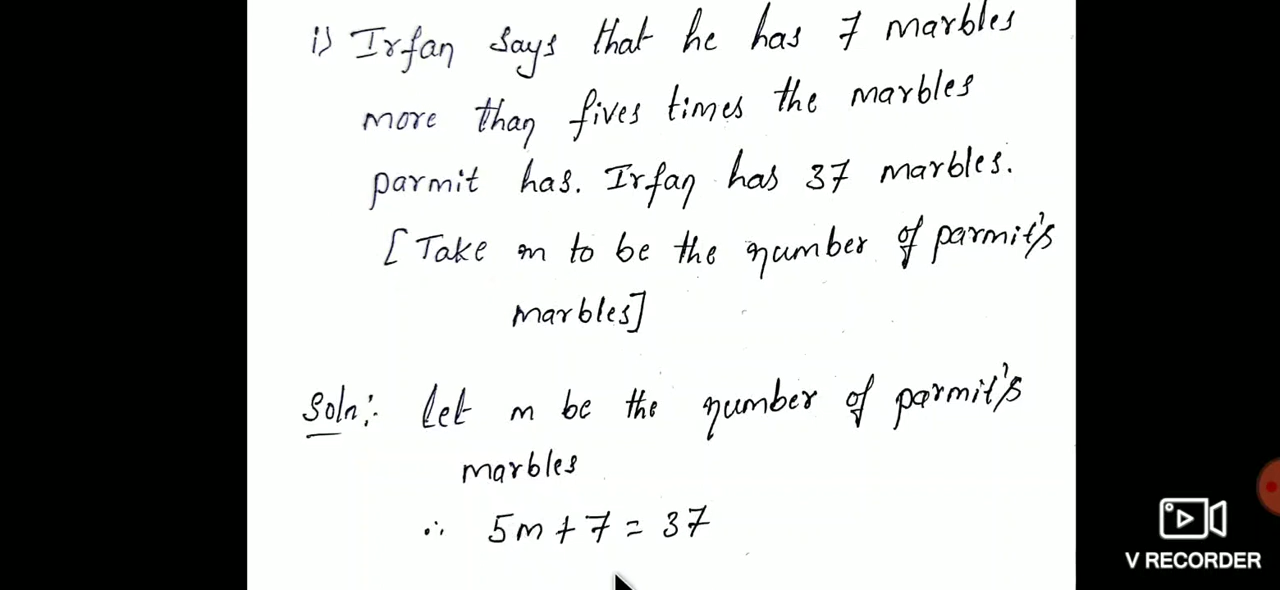 i) Irfan says that he has 7 marbles
more than fives times the marbles
parmit has. Irfan has 37 marbles.
[Take m to be the number of parmit's
marbles]
Soln:. Let m be the number of parmit's
marbles
∴ 5m + 7 = 37
V RECORDER